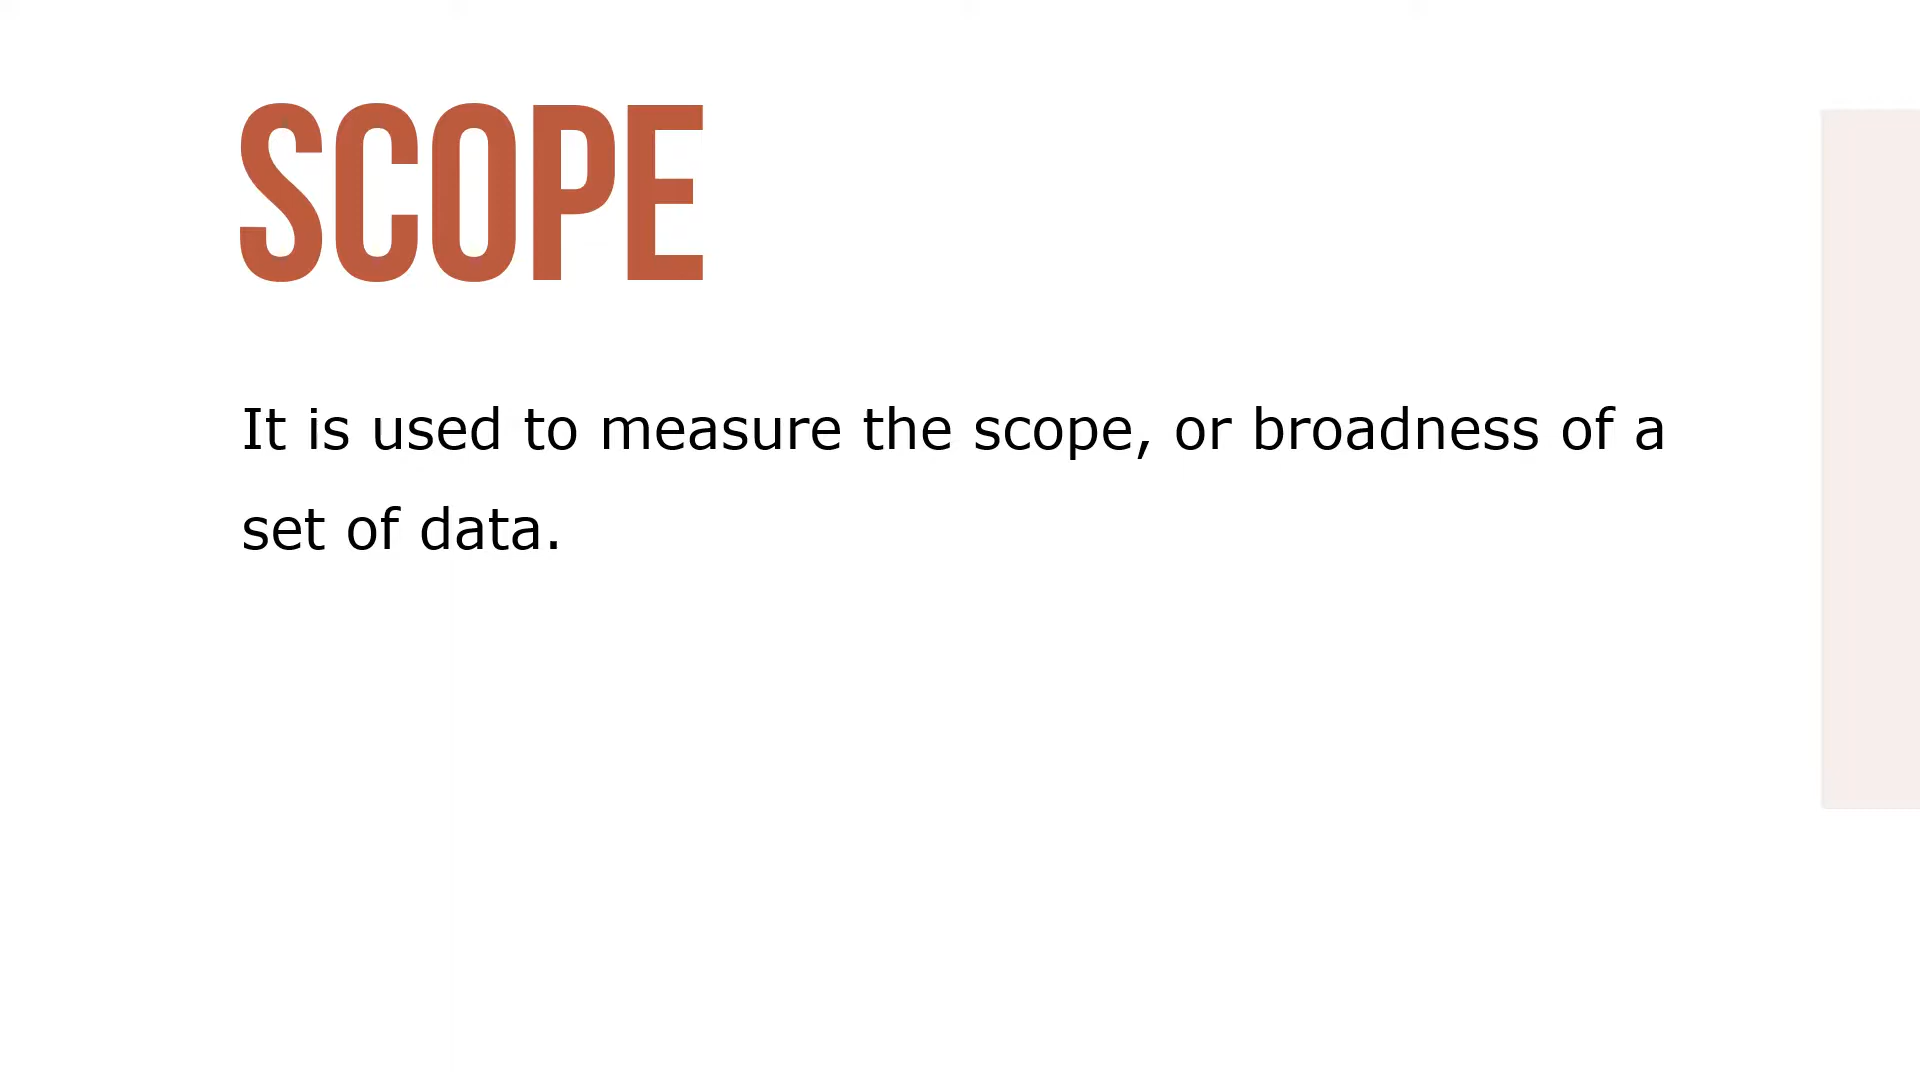 SCOPE
It is used to measure the scope, or broadness of a
set of data.